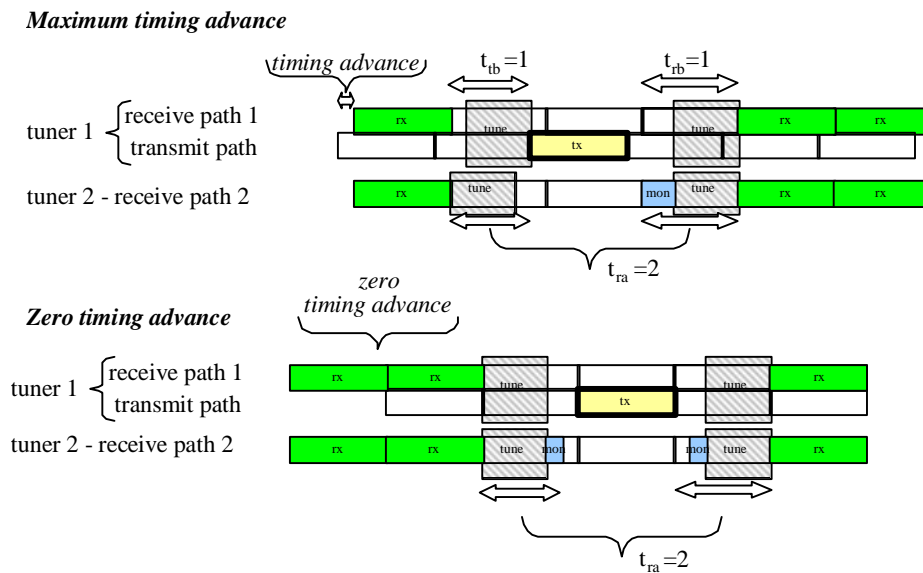 Maximum timing advance
timing advance
t_tb=1
t_rb=1
tuner 1
receive path 1
transmit path
rx
tune
tune
rx
rx
tx
tuner 2 - receive path 2
rx
tune
mon
tune
rx
rx
t_ra=2
zero
timing advance
Zero timing advance
tuner 1
receive path 1
transmit path
rx
rx
tune
tune
rx
tx
tuner 2 - receive path 2
rx
rx
tune
mon
mon
tune
rx
t_ra=2